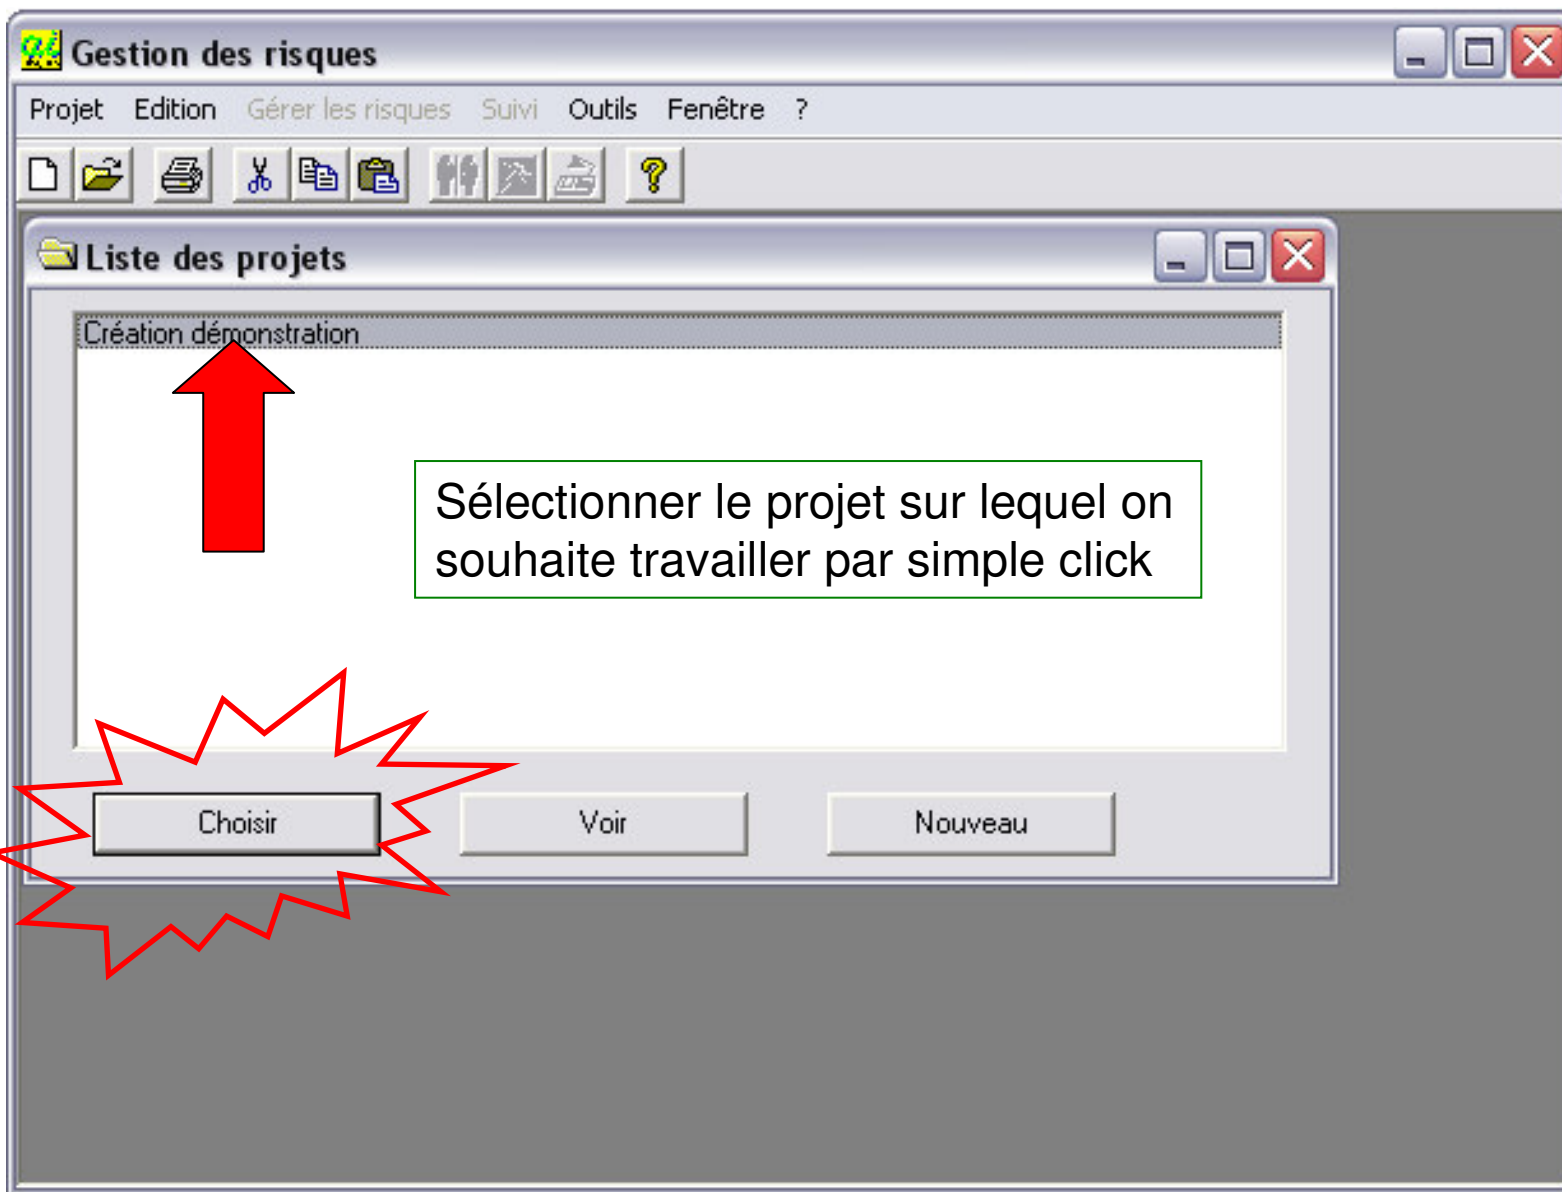 Gestion des risques
Projet Edition Gérer les risques Suivi Outils Fenêtre ?
Liste des projets
Création démonstration
Sélectionner le projet sur lequel on
souhaite travailler par simple click
Choisir Voir Nouveau